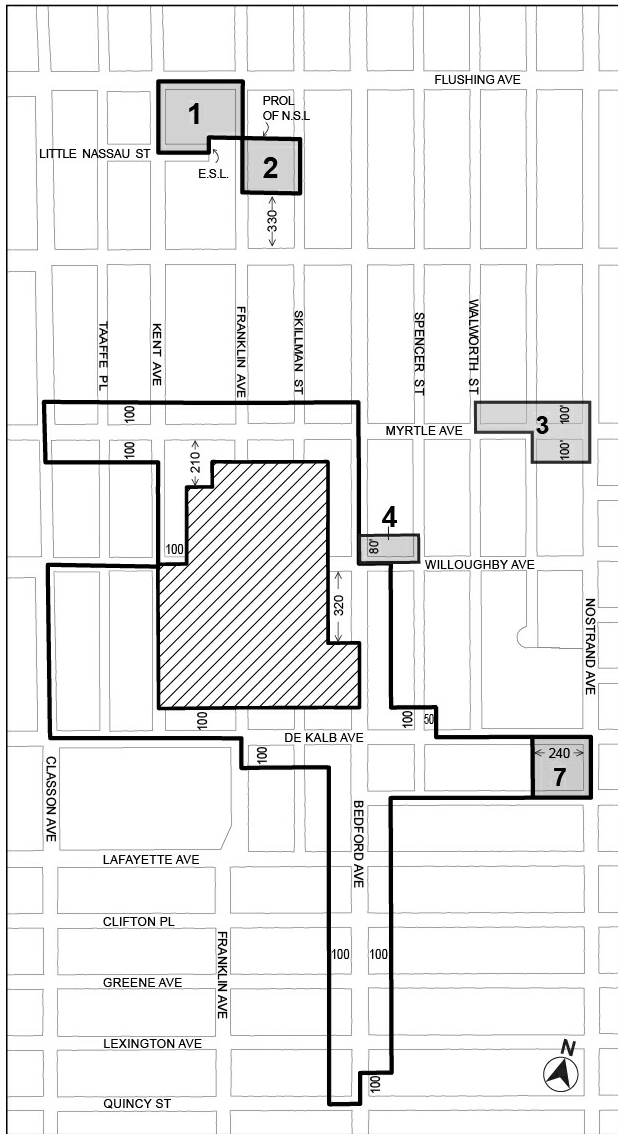 FLUSHING AVE
1
PROL
OF N.S.L
LITTLE NASSAU ST
E.S.L.
2
330
TAAFFE PL
KENT AVE
FRANKLIN AVE
SKILLMAN ST
SPENCER ST
WALWORTH ST
100
100'
MYRTLE AVE
3
100
100'
210
4
80'
100
WILLOUGHBY AVE
320
NOSTRAND AVE
100
100
50
DE KALB AVE
100
240
7
CLASSON AVE
BEDFORD AVE
LAFAYETTE AVE
CLIFTON PL
FRANKLIN AVE
100
100
GREENE AVE
LEXINGTON AVE
N
100
QUINCY ST